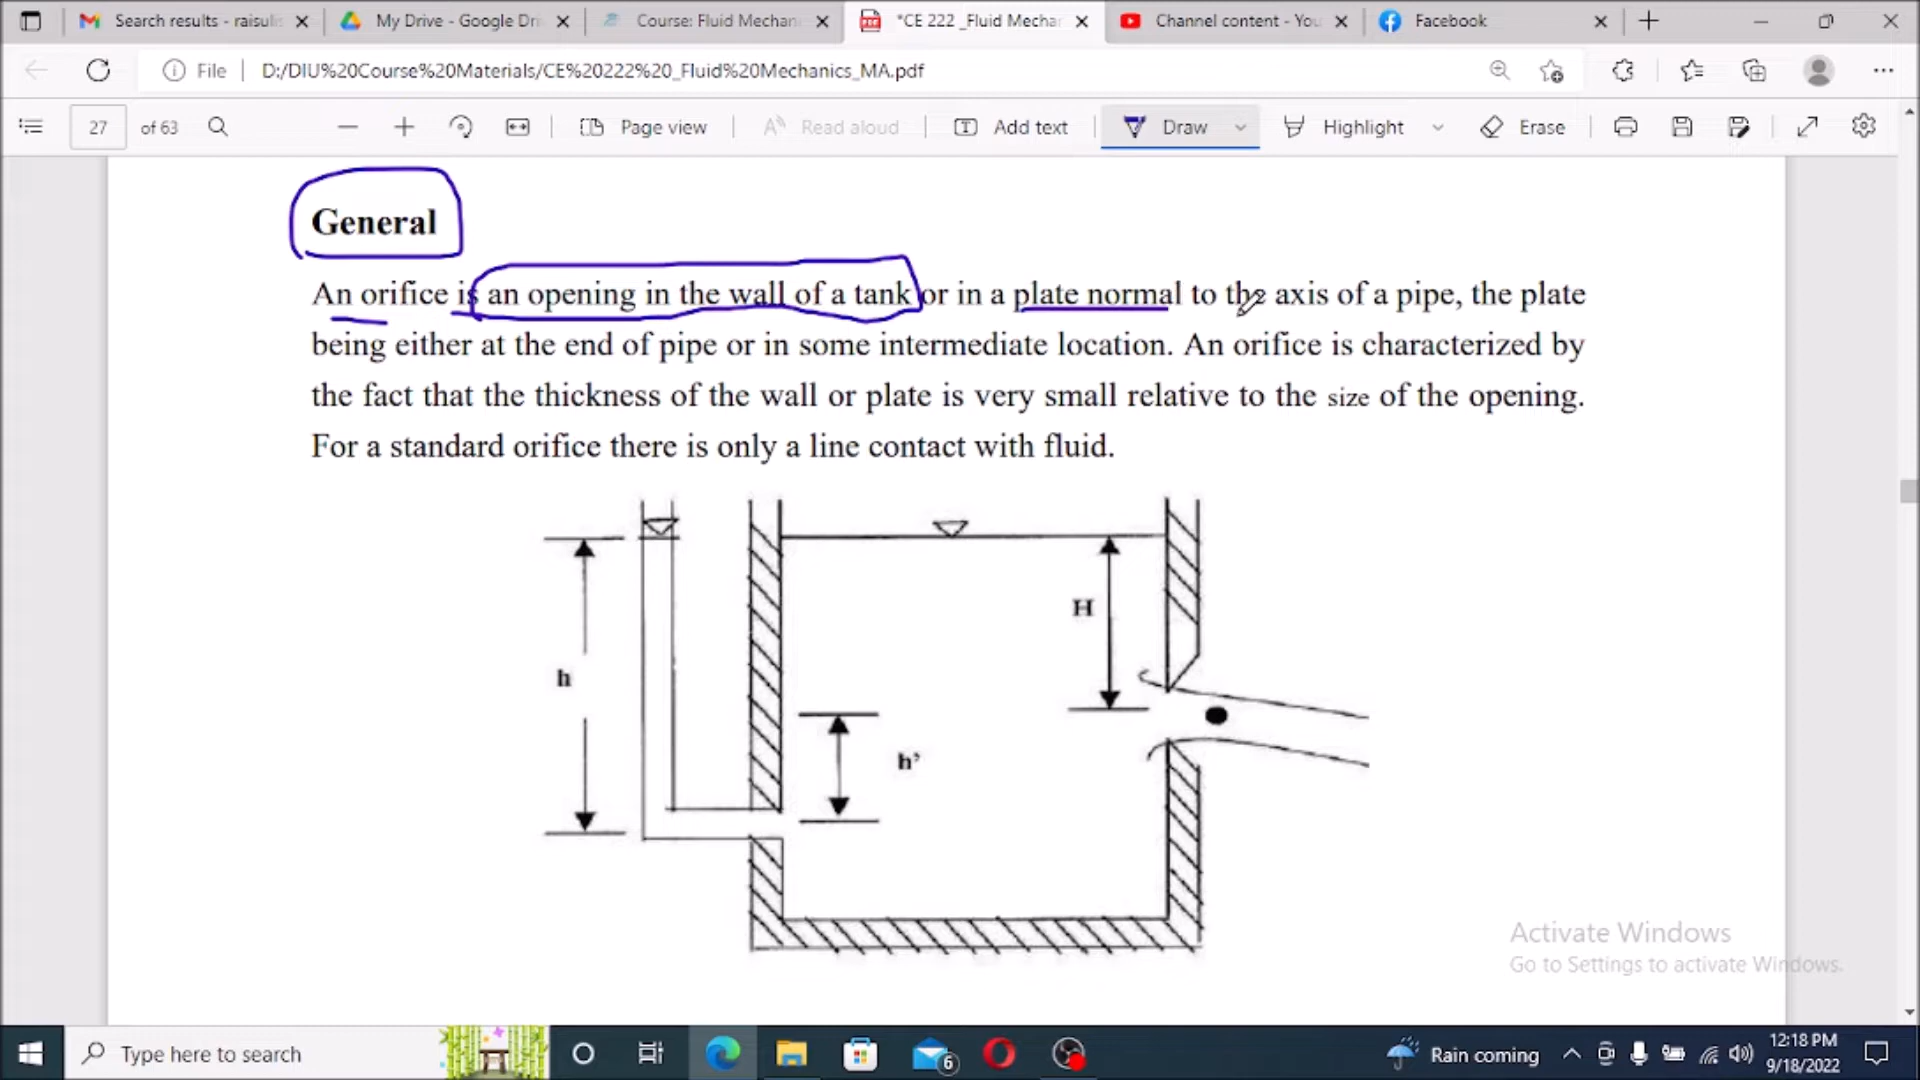 Search results - raisuli
My Drive - Google Dri
Course: Fluid Mechan
*CE 222 _Fluid Mechan
Channel content - You
Facebook
File
D:/DIU%20Course%20Materials/CE%20222%20_Fluid%20Mechanics_MA.pdf
27 of 63
Page view
Read aloud
Add text
Draw
Highlight
Erase
General
An orifice is an opening in the wall of a tank or in a plate normal to the axis of a pipe, the plate
being either at the end of pipe or in some intermediate location. An orifice is characterized by
the fact that the thickness of the wall or plate is very small relative to the size of the opening.
For a standard orifice there is only a line contact with fluid.
H
h
h'
Activate Windows
Go to Settings to activate Windows.
Type here to search
6
Rain coming
12:18 PM
9/18/2022